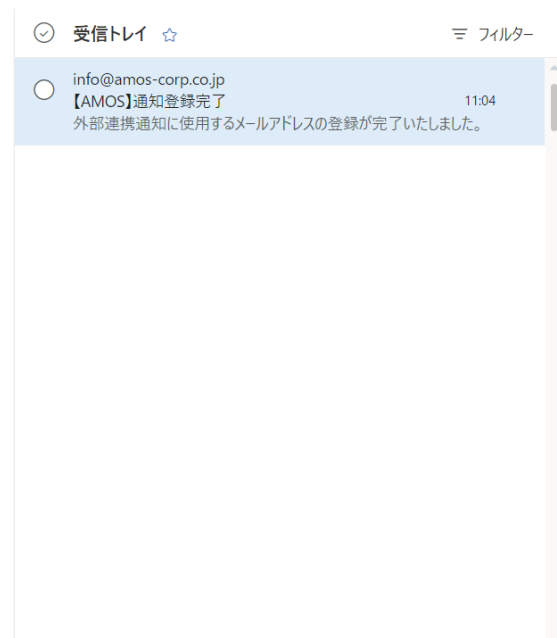 受信トレイ
フィルター
info@amos-corp.co.jp
【AMOS】通知登録完了
11:04
外部連携通知に使用するメールアドレスの登録が完了いたしました。